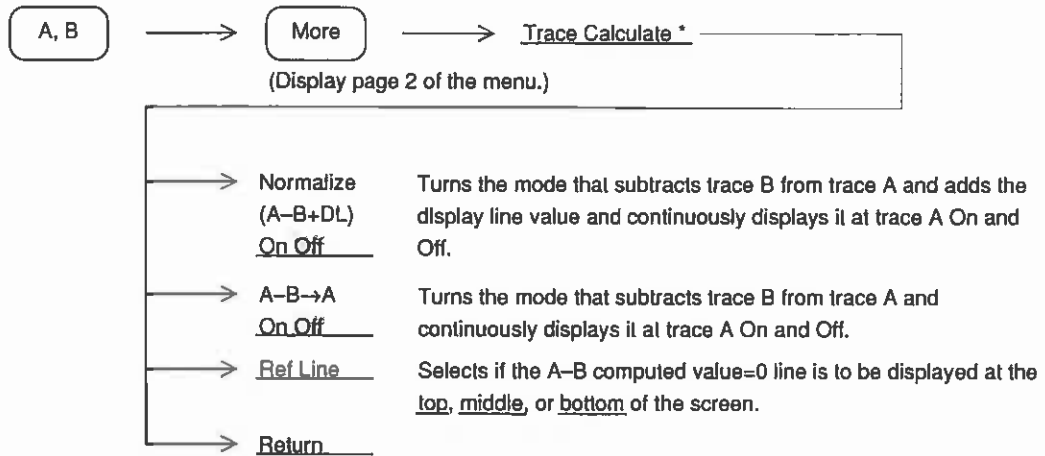 A, B More Trace Calculate *
(Display page 2 of the menu.)
Normalize Turns the mode that subtracts trace B from trace A and adds the
(A–B+DL) display line value and continuously displays it at trace A On and
On Off Off.
A–B→A Turns the mode that subtracts trace B from trace A and
On Off continuously displays it at trace A On and Off.
Ref Line Selects if the A–B computed value=0 line is to be displayed at the
top, middle, or bottom of the screen.
Return